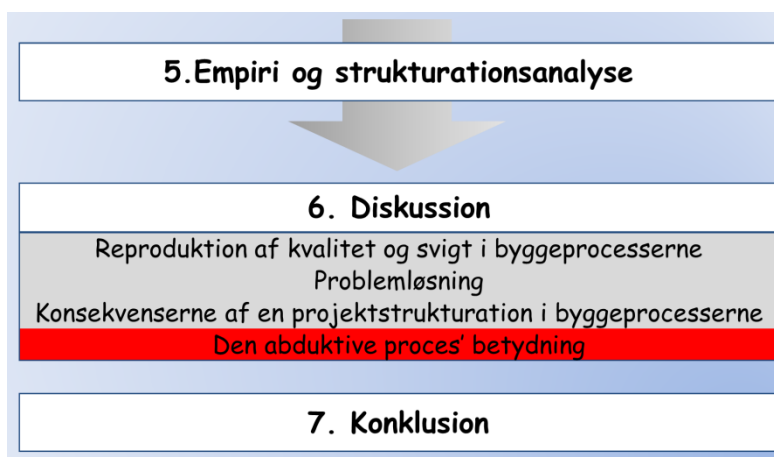 5.Empiri og strukturationsanalyse
6. Diskussion
Reproduktion af kvalitet og svigt i byggeprocesserne
Problemløsning
Konsekvenserne af en projektstrukturation i byggeprocesserne
Den abduktive proces’ betydning
7. Konklusion